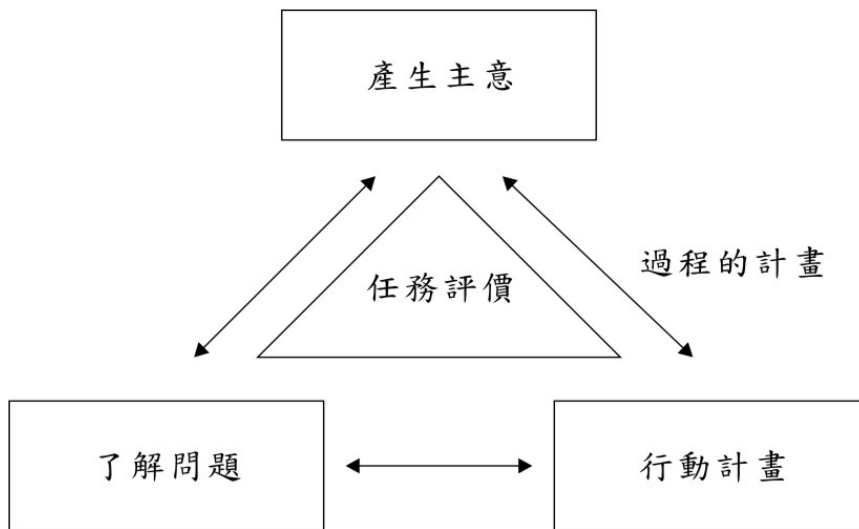 產生主意
任務評價
過程的計畫
了解問題
行動計畫